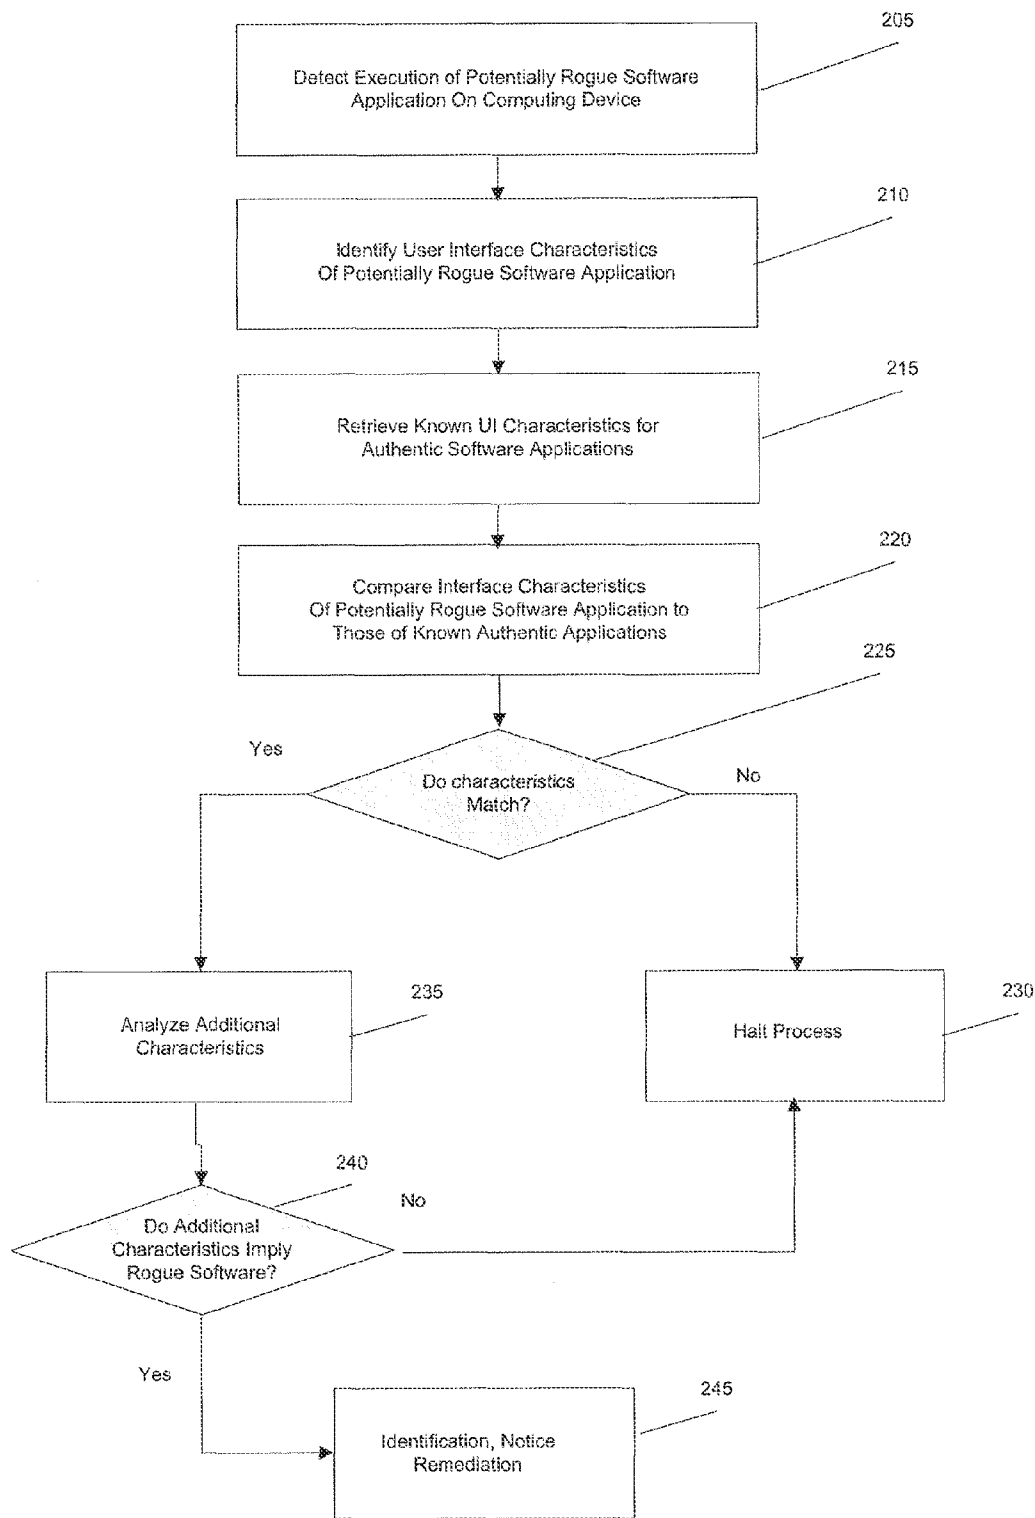 205
Detect Execution of Potentially Rogue Software
Application On Computing Device
210
Identify User Interface Characteristics
Of Potentially Rogue Software Application
215
Retrieve Known UI Characteristics for
Authentic Software Applications
220
Compare Interface Characteristics
Of Potentially Rogue Software Application to
Those of Known Authentic Applications
225
Yes
Do characteristics
Match?
No
235
Analyze Additional
Characteristics
230
Halt Process
240
No
Do Additional
Characteristics Imply
Rogue Software?
Yes
245
Identification, Notice
Remediation